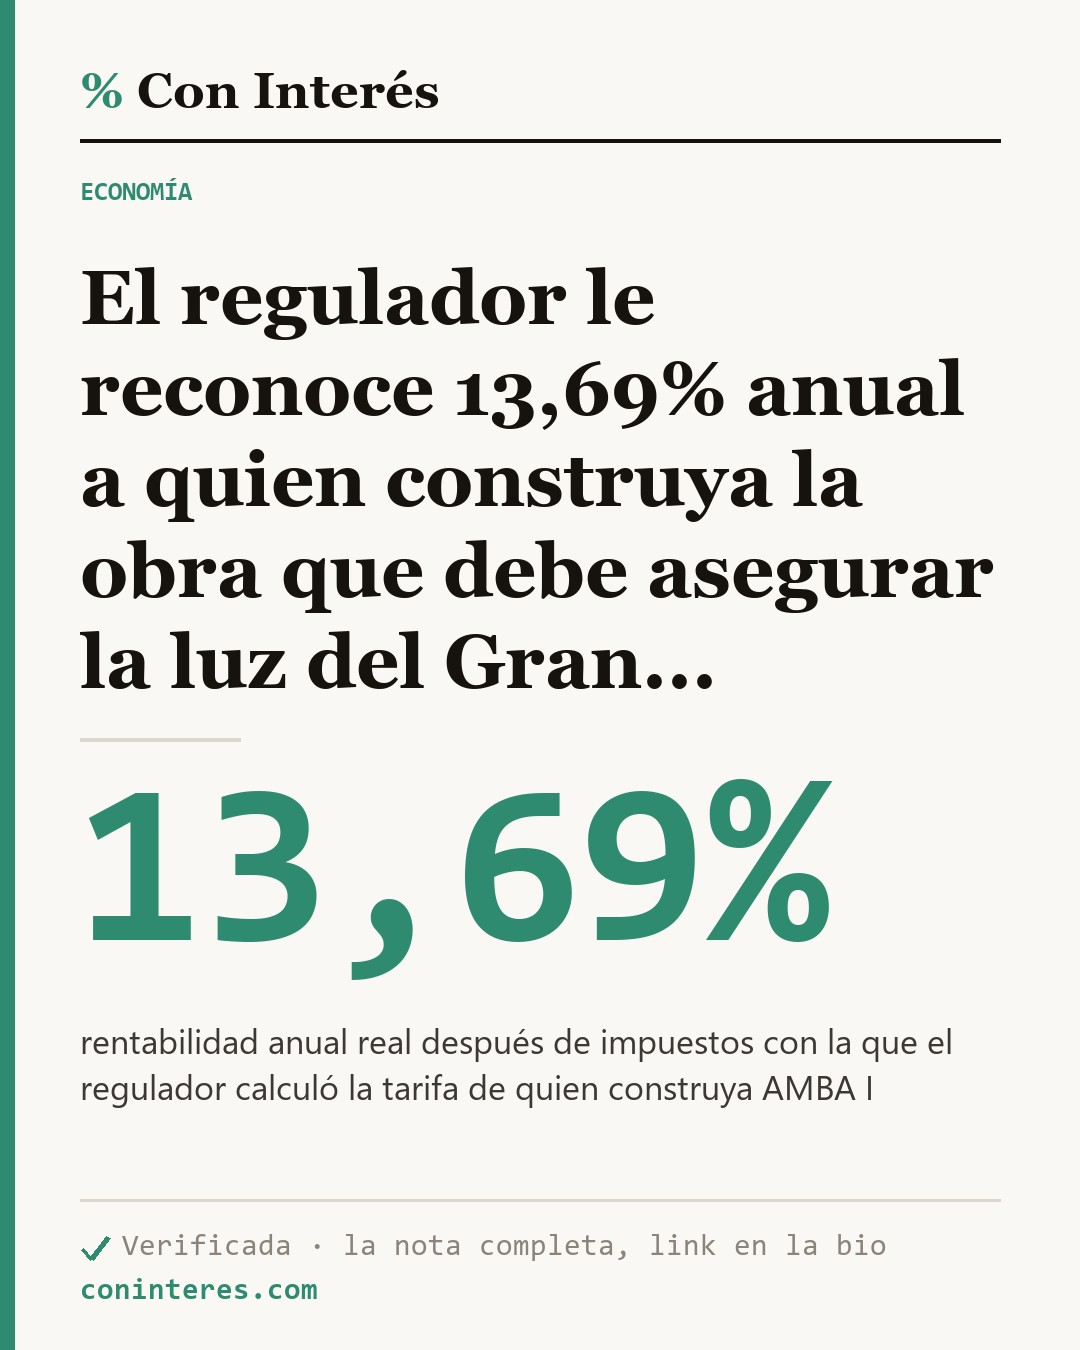 % Con Interés
ECONOMÍA
El regulador le
reconoce 13,69% anual
a quien construya la
obra que debe asegurar
la luz del Gran...
13,69%
rentabilidad anual real después de impuestos con la que el
regulador calculó la tarifa de quien construya AMBA I
✓ Verificada · la nota completa, link en la bio
coninteres.com